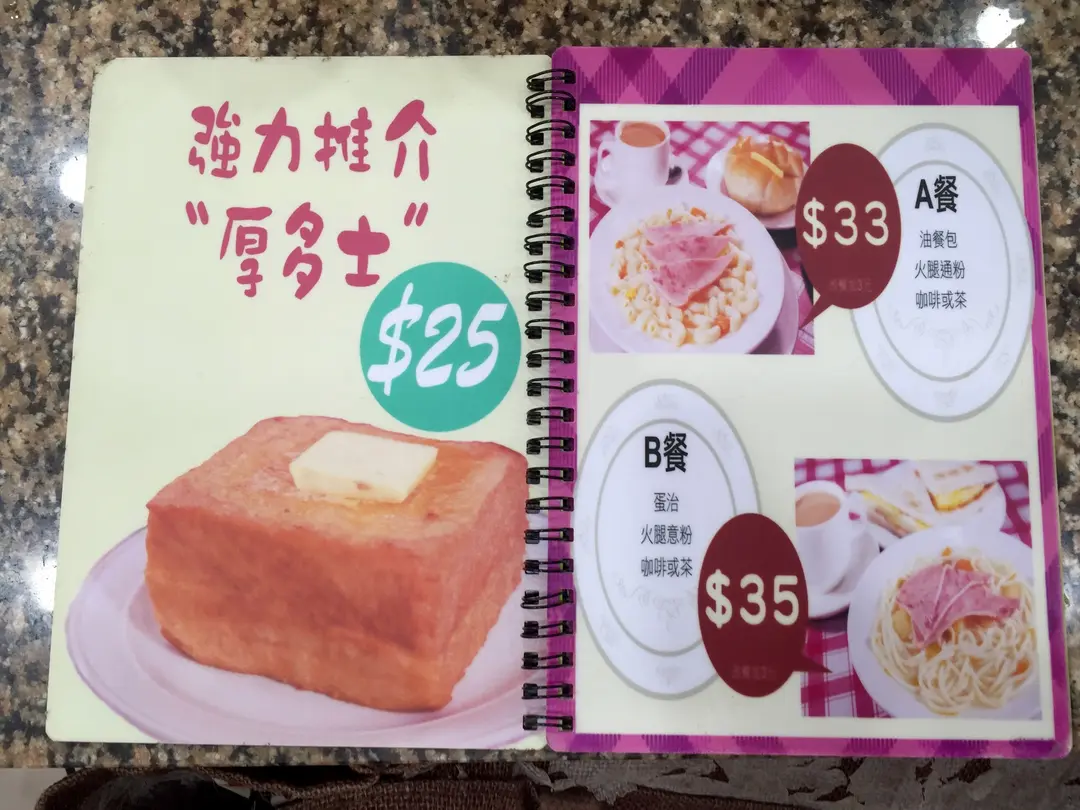 強力推介
“厚多士”
$25
$33
A餐
油餐包
火腿通粉
咖啡或茶
B餐
蛋治
火腿意粉
咖啡或茶
$35